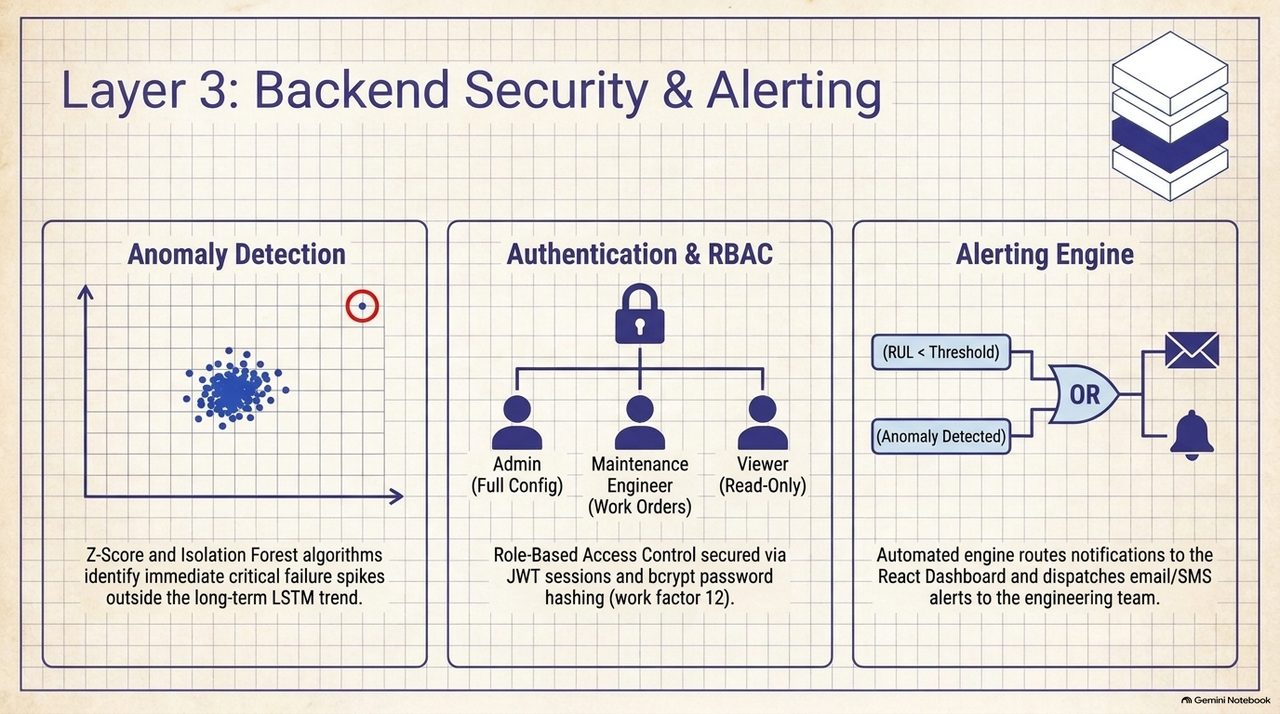 Layer 3: Backend Security & Alerting
Anomaly Detection
Z-Score and Isolation Forest algorithms
identify immediate critical failure spikes
outside the long-term LSTM trend.
Authentication & RBAC
Admin
(Full Config)
Maintenance
Engineer
(Work Orders)
Viewer
(Read-Only)
Role-Based Access Control secured via
JWT sessions and bcrypt password
hashing (work factor 12).
Alerting Engine
(RUL < Threshold)
(Anomaly Detected)
OR
Automated engine routes notifications to the
React Dashboard and dispatches email/SMS
alerts to the engineering team.
Gemini Notebook